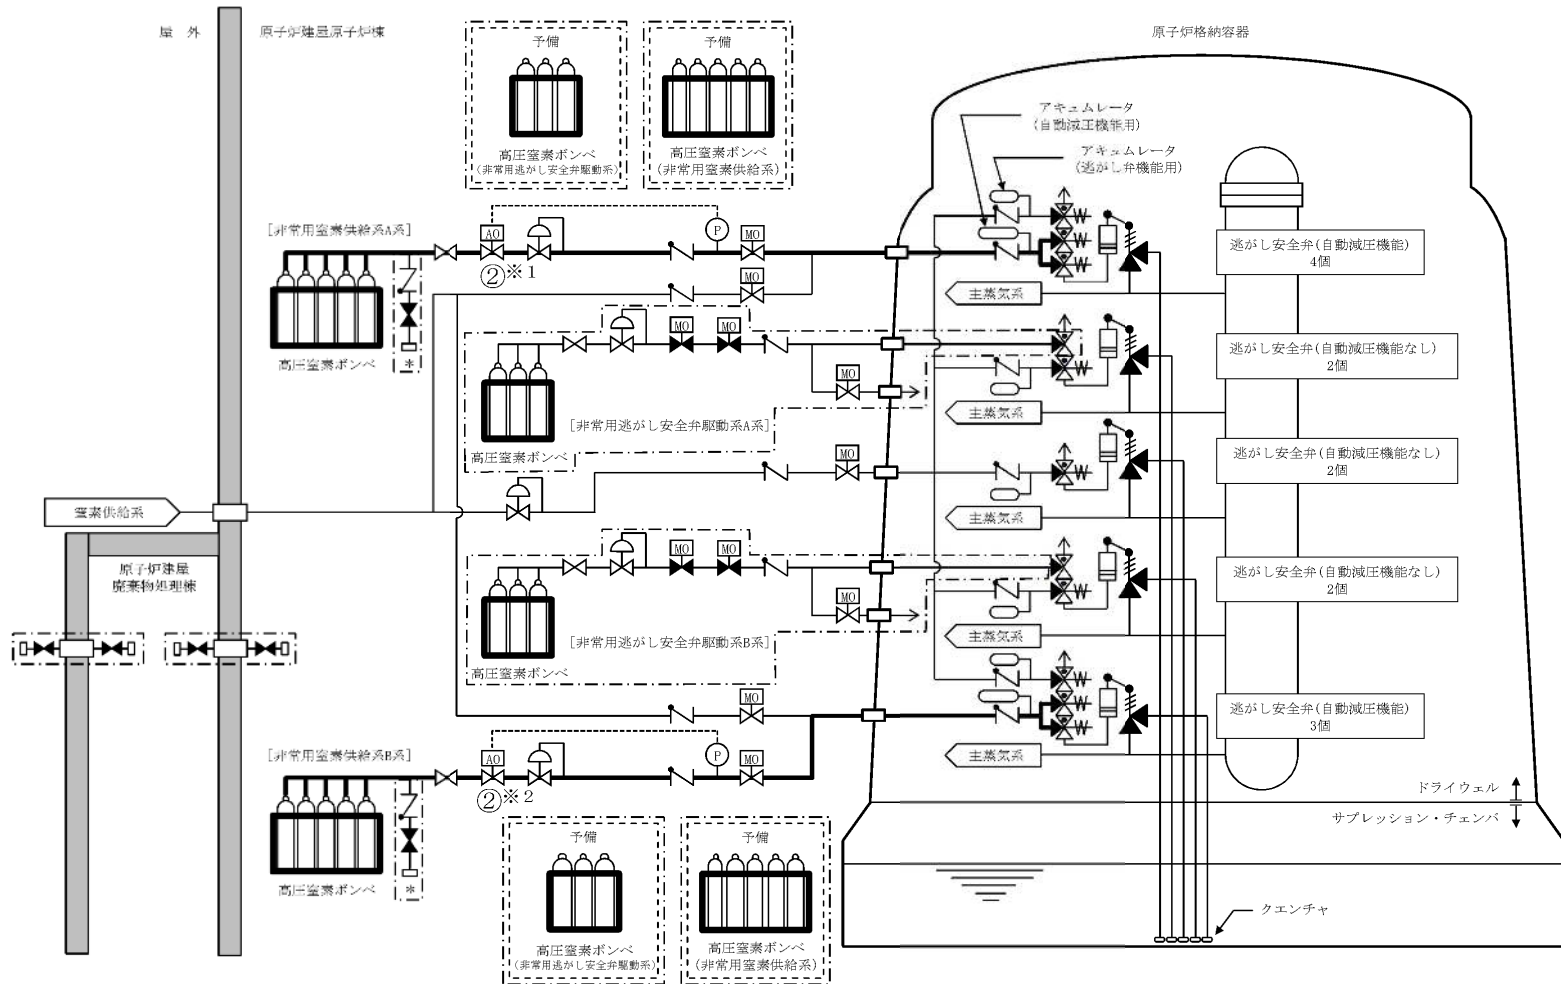 屋 外
原子炉建屋原子炉棟
予備
高圧窒素ボンベ
(非常用逃がし安全弁駆動系)
予備
高圧窒素ボンベ
(非常用窒素供給系)
原子炉格納容器
アキュムレータ
(自動減圧機能用)
アキュムレータ
(逃がし弁機能用)
[非常用窒素供給系A系]
AO
P
MO
②※1
MO
高圧窒素ボンベ
*
逃がし安全弁(自動減圧機能)
4個
主蒸気系
MO
MO
MO
[非常用逃がし安全弁駆動系A系]
高圧窒素ボンベ
逃がし安全弁(自動減圧機能なし)
2個
主蒸気系
MO
逃がし安全弁(自動減圧機能なし)
2個
主蒸気系
窒素供給系
原子炉建屋
廃棄物処理棟
MO
MO
MO
[非常用逃がし安全弁駆動系B系]
高圧窒素ボンベ
逃がし安全弁(自動減圧機能なし)
2個
主蒸気系
MO
逃がし安全弁(自動減圧機能)
3個
主蒸気系
[非常用窒素供給系B系]
AO
P
MO
②※2
高圧窒素ボンベ
*
ドライウェル
サプレッション・チェンバ
予備
高圧窒素ボンベ
(非常用逃がし安全弁駆動系)
予備
高圧窒素ボンベ
(非常用窒素供給系)
クエンチャ